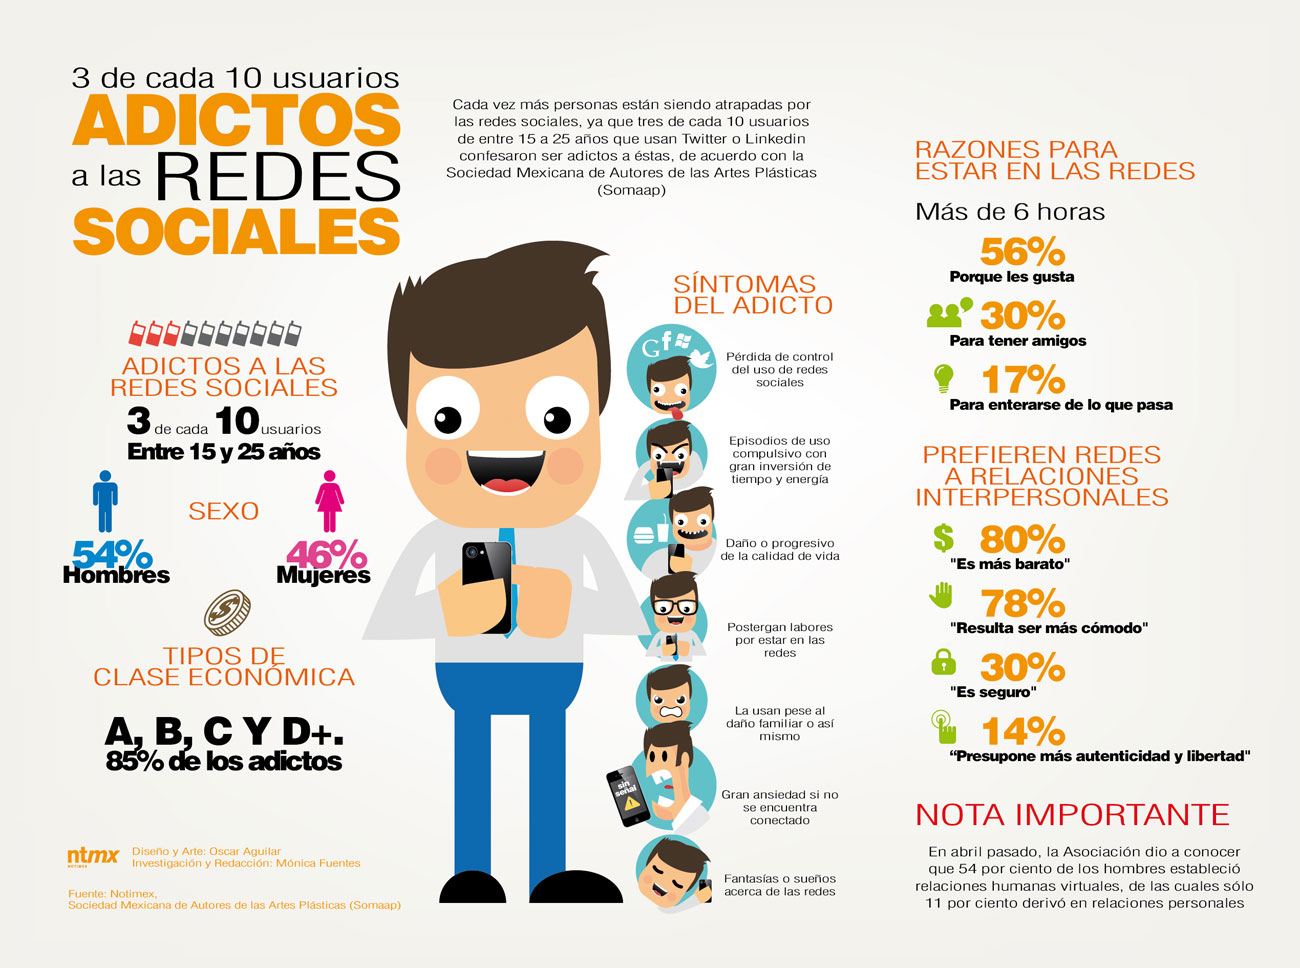 3 de cada 10 usuarios
ADICTOS
a las REDES
SOCIALES
Cada vez más personas están siendo atrapadas por
las redes sociales, ya que tres de cada 10 usuarios
de entre 15 a 25 años que usan Twitter o Linkedin
confesaron ser adictos a éstas, de acuerdo con la
Sociedad Mexicana de Autores de las Artes Plásticas
(Somaap)
ADICTOS A LAS
REDES SOCIALES
3 de cada 10 usuarios
Entre 15 y 25 años
SEXO
54%
Hombres
46%
Mujeres
TIPOS DE
CLASE ECONÓMICA
A, B, C Y D+.
85% de los adictos
SÍNTOMAS
DEL ADICTO
Pérdida de control
del uso de redes
sociales
Episodios de uso
compulsivo con
gran inversión de
tiempo y energía
Daño o progresivo
de la calidad de vida
Postergan labores
por estar en las
redes
La usan pese al
daño familiar o así
mismo
sin
señal
Gran ansiedad si no
se encuentra
conectado
Fantasías o sueños
acerca de las redes
RAZONES PARA
ESTAR EN LAS REDES
Más de 6 horas
56%
Porque les gusta
30%
Para tener amigos
17%
Para enterarse de lo que pasa
PREFIEREN REDES
A RELACIONES
INTERPERSONALES
$ 80%
"Es más barato"
78%
"Resulta ser más cómodo"
30%
"Es seguro"
14%
“Presupone más autenticidad y libertad"
NOTA IMPORTANTE
En abril pasado, la Asociación dio a conocer
que 54 por ciento de los hombres estableció
relaciones humanas virtuales, de las cuales sólo
11 por ciento derivó en relaciones personales
ntmx
Diseño y Arte: Oscar Aguilar
Investigación y Redacción: Mónica Fuentes
Fuente: Notimex,
Sociedad Mexicana de Autores de las Artes Plásticas (Somaap)